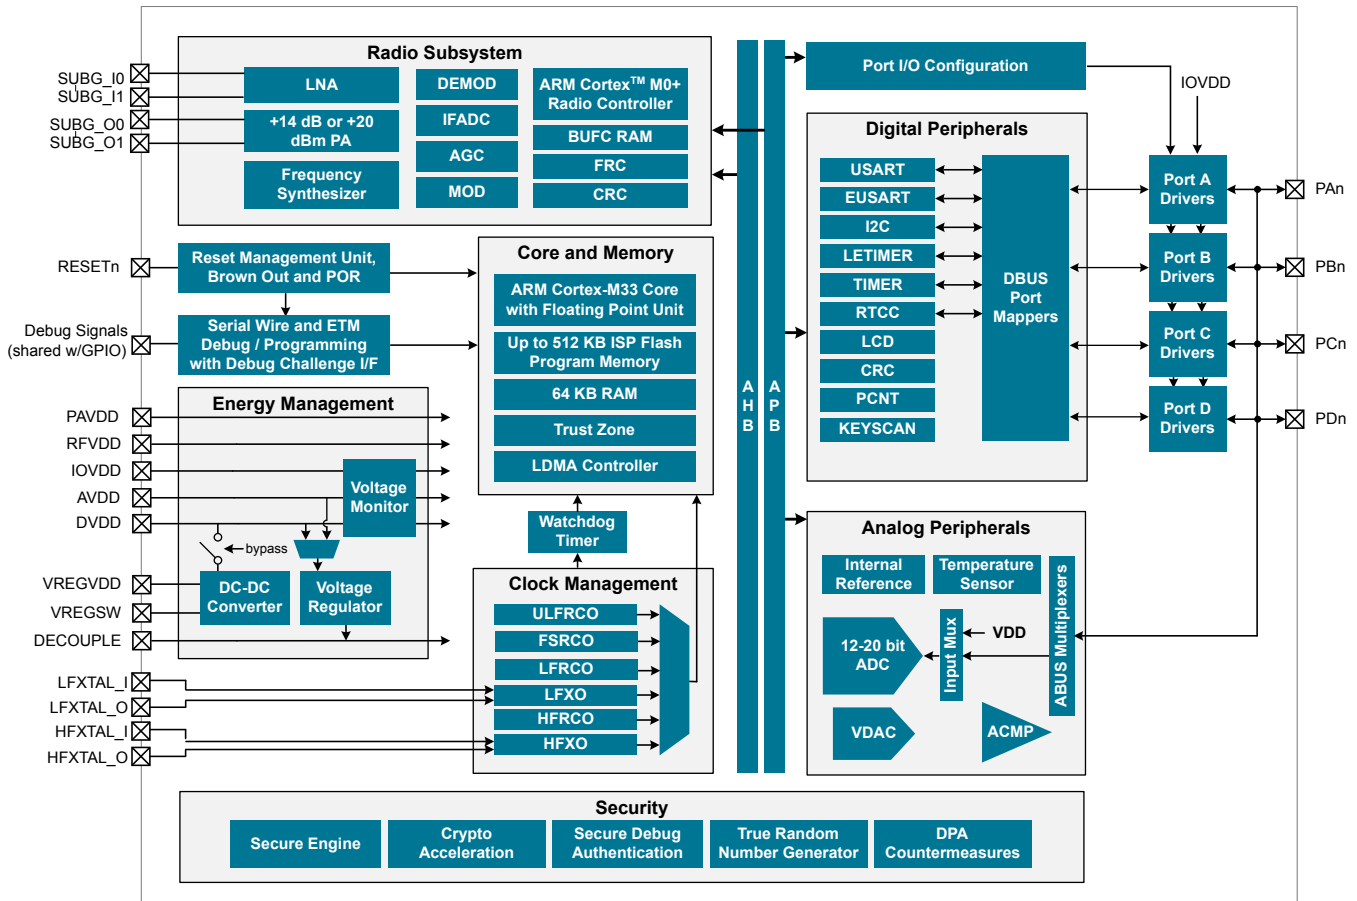 Radio Subsystem
SUBG_I0
SUBG_I1
SUBG_O0
SUBG_O1
LNA
+14 dB or +20
dBm PA
Frequency
Synthesizer
DEMOD
IFADC
AGC
MOD
ARM Cortex™ M0+
Radio Controller
BUFC RAM
FRC
CRC
RESETn
Reset Management Unit,
Brown Out and POR
Debug Signals
(shared w/GPIO)
Serial Wire and ETM
Debug / Programming
with Debug Challenge I/F
Core and Memory
ARM Cortex-M33 Core
with Floating Point Unit
Up to 512 KB ISP Flash
Program Memory
64 KB RAM
Trust Zone
LDMA Controller
Energy Management
PAVDD
RFVDD
IOVDD
AVDD
DVDD
VREGVDD
VREGSW
DECOUPLE
Voltage
Monitor
bypass
DC-DC
Converter
Voltage
Regulator
Watchdog
Timer
Clock Management
ULFRCO
FSRCO
LFRCO
LFXO
HFRCO
HFXO
LFXTAL_I
LFXTAL_O
HFXTAL_I
HFXTAL_O
AHB
APB
Port I/O Configuration
IOVDD
Digital Peripherals
USART
EUSART
I2C
LETIMER
TIMER
RTCC
LCD
CRC
PCNT
KEYSCAN
DBUS
Port
Mappers
Port A
Drivers
Port B
Drivers
Port C
Drivers
Port D
Drivers
PAn
PBn
PCn
PDn
Analog Peripherals
Internal
Reference
Temperature
Sensor
12-20 bit
ADC
Input Mux
VDD
ABUS Multiplexers
VDAC
ACMP
Security
Secure Engine
Crypto
Acceleration
Secure Debug
Authentication
True Random
Number Generator
DPA
Countermeasures